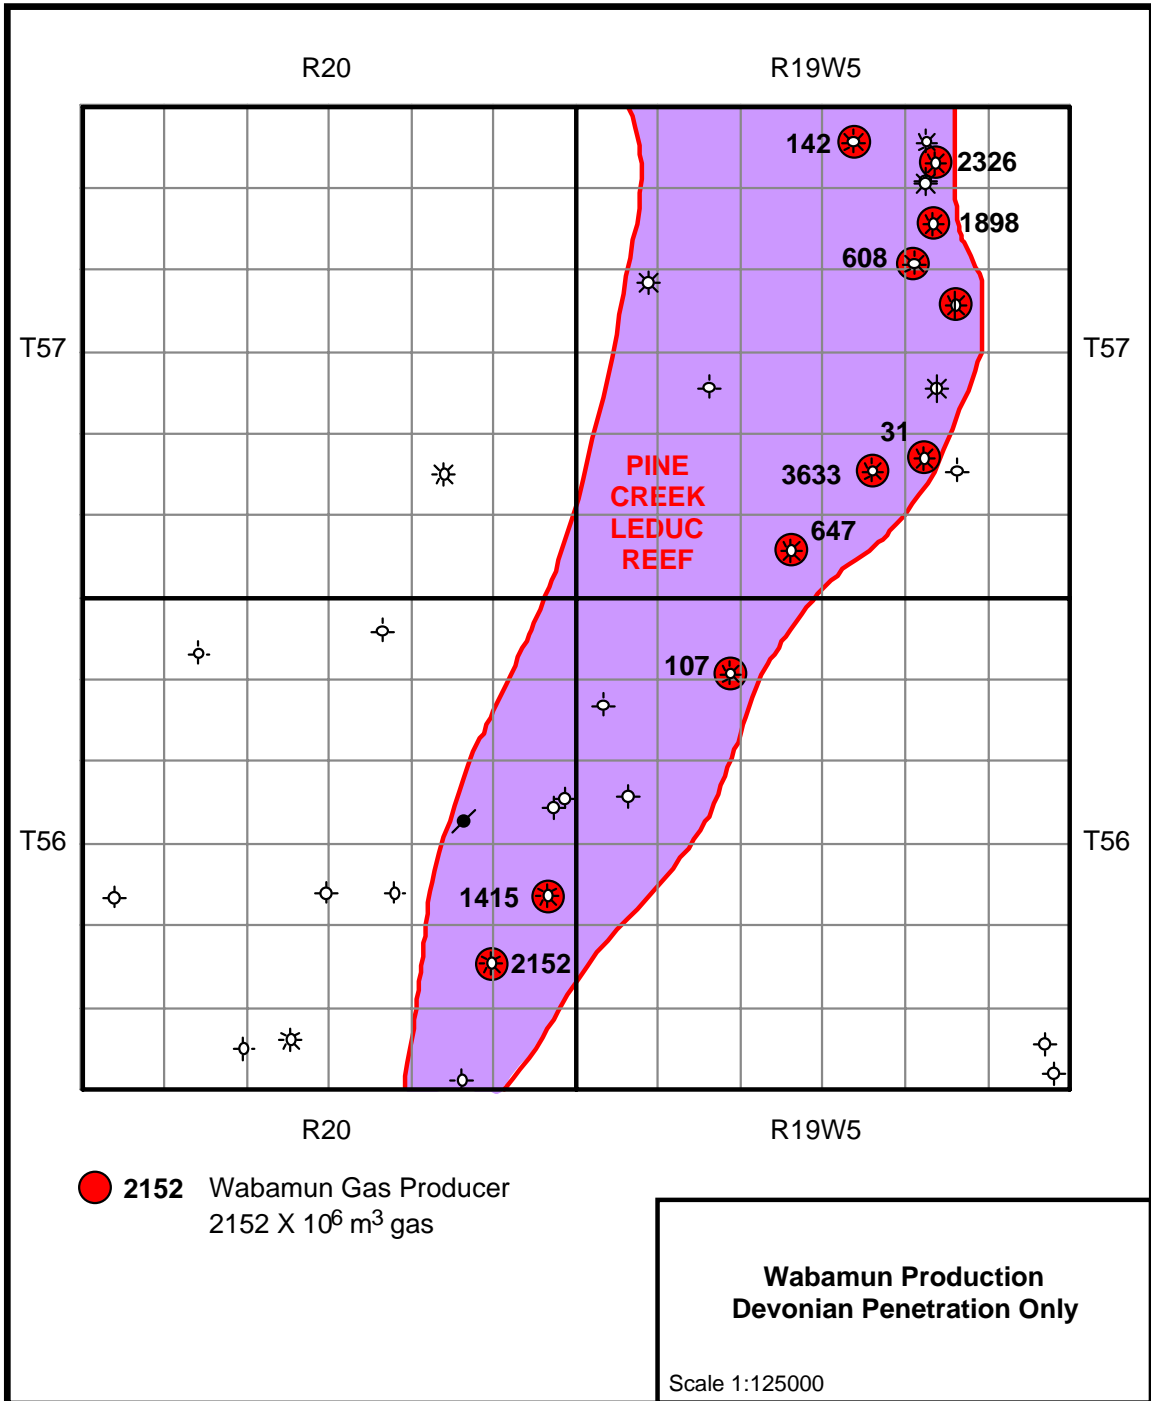 R20 R19W5
142
2326
1898
608
T57 T57
31
PINE
CREEK
LEDUC
REEF
3633
647
107
T56 T56
1415
2152
R20 R19W5
2152 Wabamun Gas Producer
2152 X 10⁶ m³ gas
Wabamun Production
Devonian Penetration Only
Scale 1:125000